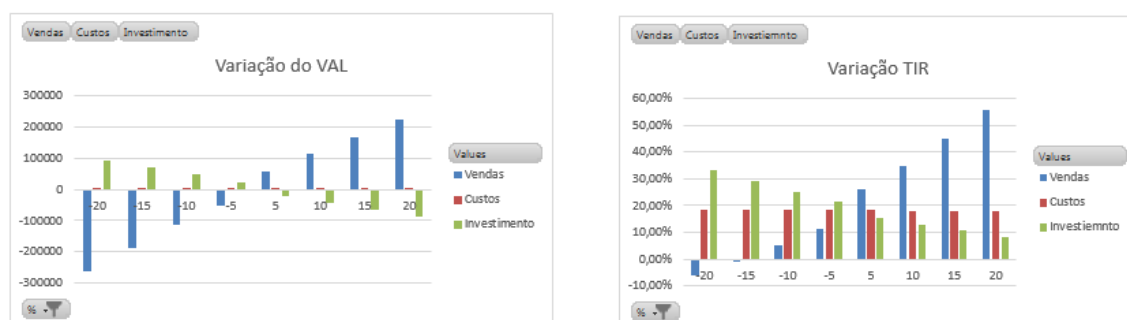 Vendas Custos Investimento
Variação do VAL
300000
200000
100000
0
-100000
-200000
-300000
-20 -15 -10 -5 5 10 15 20
Values
Vendas
Custos
Investimento
%
Vendas Custos Investiemnto
Variação TIR
60,00%
50,00%
40,00%
30,00%
20,00%
10,00%
0,00%
-10,00%
-20 -15 -10 -5 5 10 15 20
Values
Vendas
Custos
Investiemnto
%